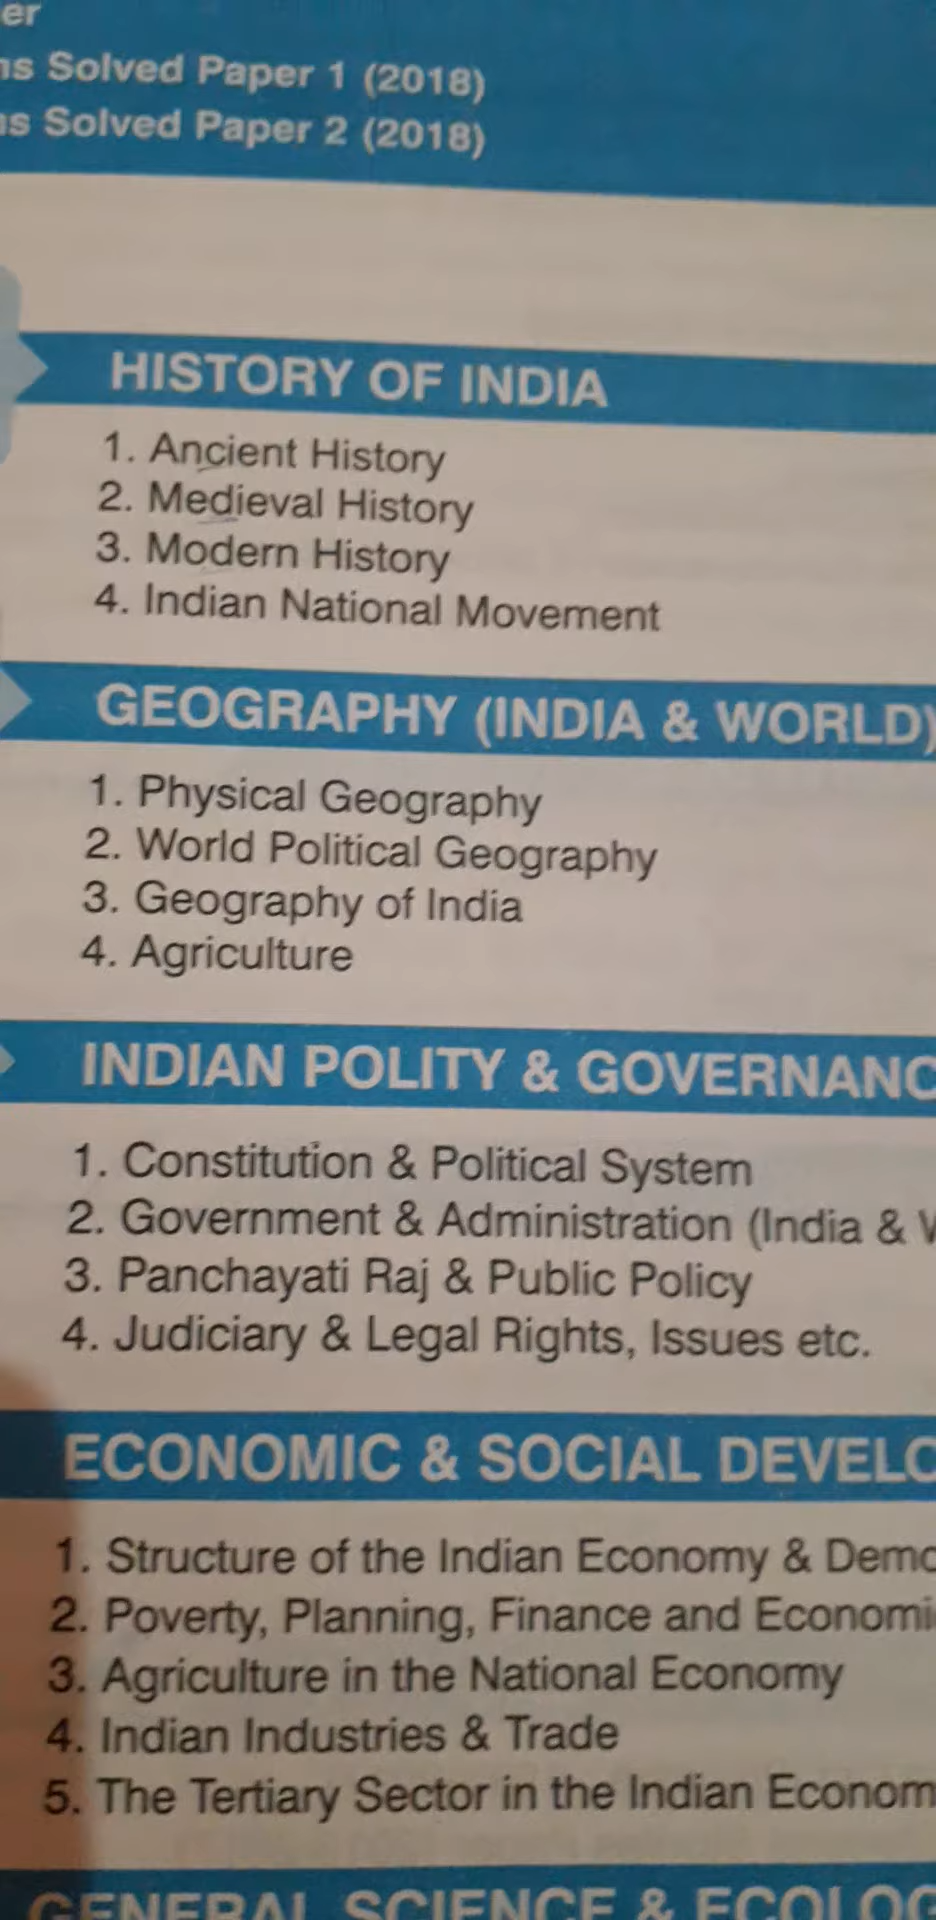 er
ns Solved Paper 1 (2018)
ns Solved Paper 2 (2018)
HISTORY OF INDIA
1. Ancient History
2. Medieval History
3. Modern History
4. Indian National Movement
GEOGRAPHY (INDIA & WORLD)
1. Physical Geography
2. World Political Geography
3. Geography of India
4. Agriculture
INDIAN POLITY & GOVERNANC
1. Constitution & Political System
2. Government & Administration (India &
3. Panchayati Raj & Public Policy
4. Judiciary & Legal Rights, Issues etc.
ECONOMIC & SOCIAL DEVELO
1. Structure of the Indian Economy & Demo
2. Poverty, Planning, Finance and Economi
3. Agriculture in the National Economy
4. Indian Industries & Trade
5. The Tertiary Sector in the Indian Econom
GENERAL SCIENCE & ECOLOG